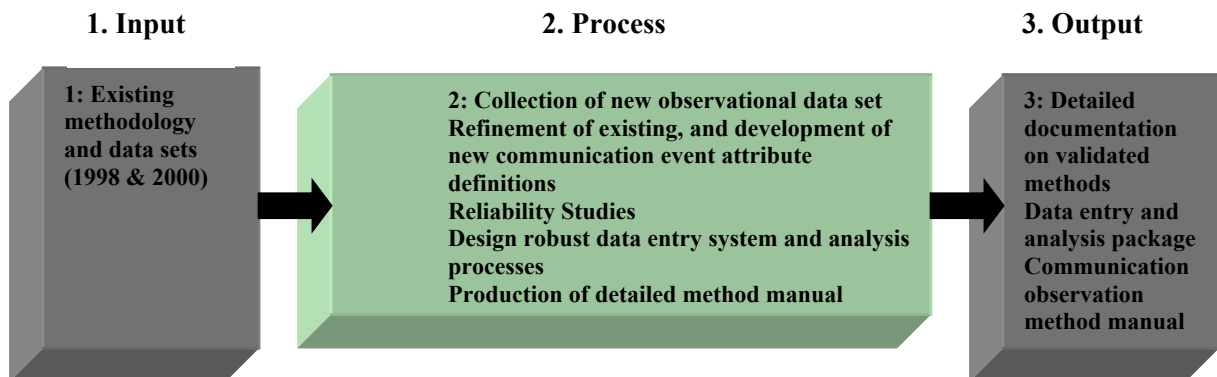 1. Input
2. Process
3. Output
1: Existing
methodology
and data sets
(1998 & 2000)
2: Collection of new observational data set
Refinement of existing, and development of
new communication event attribute
definitions
Reliability Studies
Design robust data entry system and analysis
processes
Production of detailed method manual
3: Detailed
documentation
on validated
methods
Data entry and
analysis package
Communication
observation
method manual